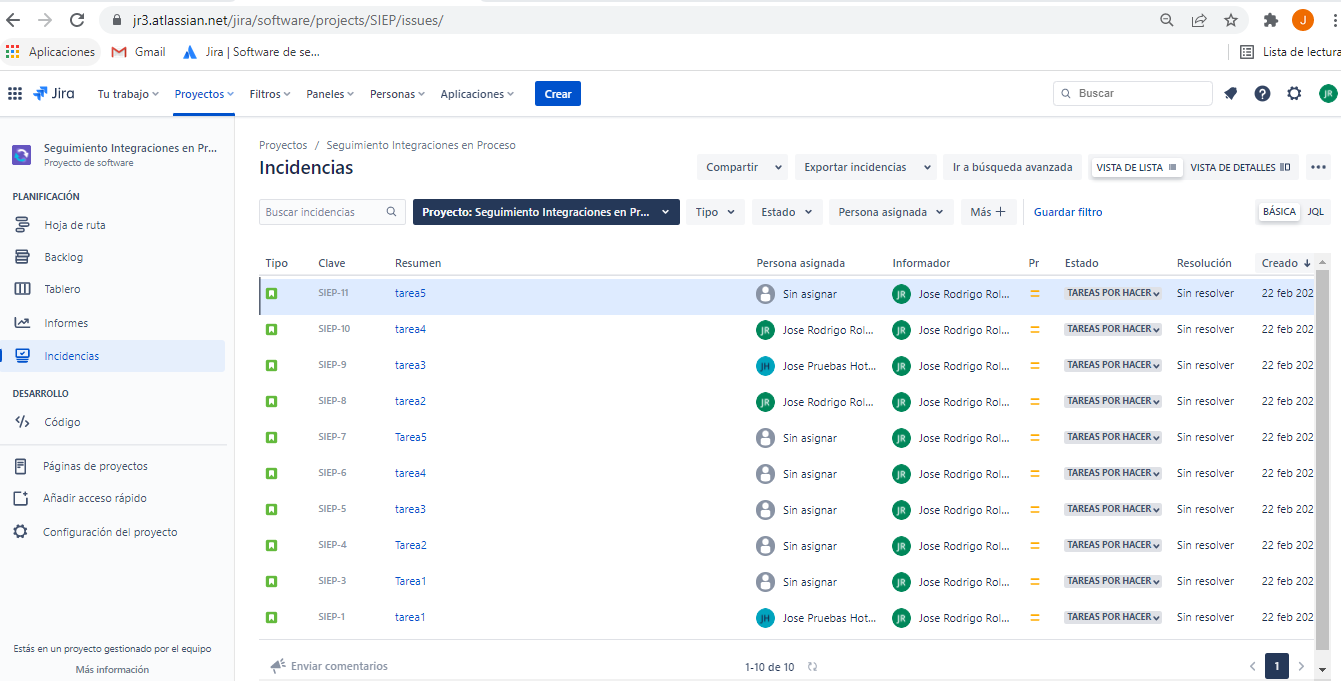 jr3.atlassian.net/jira/software/projects/SIEP/issues/
J
Aplicaciones Gmail Jira | Software de se... Lista de lectura
Jira Tu trabajo Proyectos Filtros Paneles Personas Aplicaciones Crear Buscar JR
Seguimiento Integraciones en Pr...
Proyecto de software
PLANIFICACIÓN
Hoja de ruta
Backlog
Tablero
Informes
Incidencias
DESARROLLO
Código
Páginas de proyectos
Añadir acceso rápido
Configuración del proyecto
Estás en un proyecto gestionado por el equipo
Más información
Proyectos / Seguimiento Integraciones en Proceso
Incidencias
Compartir Exportar incidencias Ir a búsqueda avanzada VISTA DE LISTA VISTA DE DETALLES
Buscar incidencias Proyecto: Seguimiento Integraciones en Pr... Tipo Estado Persona asignada Más Guardar filtro BÁSICA JQL
Tipo Clave Resumen Persona asignada Informador Pr Estado Resolución Creado
SIEP-11 tarea5 Sin asignar JR Jose Rodrigo Rol... TAREAS POR HACER Sin resolver 22 feb 202
SIEP-10 tarea4 JR Jose Rodrigo Rol... JR Jose Rodrigo Rol... TAREAS POR HACER Sin resolver 22 feb 202
SIEP-9 tarea3 JH Jose Pruebas Hot... JR Jose Rodrigo Rol... TAREAS POR HACER Sin resolver 22 feb 202
SIEP-8 tarea2 JR Jose Rodrigo Rol... JR Jose Rodrigo Rol... TAREAS POR HACER Sin resolver 22 feb 202
SIEP-7 Tarea5 Sin asignar JR Jose Rodrigo Rol... TAREAS POR HACER Sin resolver 22 feb 202
SIEP-6 tarea4 Sin asignar JR Jose Rodrigo Rol... TAREAS POR HACER Sin resolver 22 feb 202
SIEP-5 tarea3 Sin asignar JR Jose Rodrigo Rol... TAREAS POR HACER Sin resolver 22 feb 202
SIEP-4 Tarea2 Sin asignar JR Jose Rodrigo Rol... TAREAS POR HACER Sin resolver 22 feb 202
SIEP-3 Tarea1 Sin asignar JR Jose Rodrigo Rol... TAREAS POR HACER Sin resolver 22 feb 202
SIEP-1 tarea1 JH Jose Pruebas Hot... JR Jose Rodrigo Rol... TAREAS POR HACER Sin resolver 22 feb 202
Enviar comentarios 1-10 de 10 1